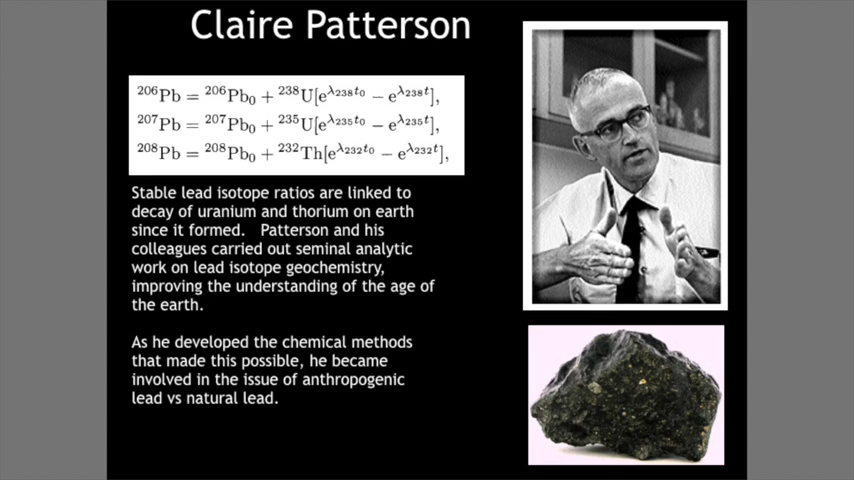 Claire Patterson
²⁰⁶Pb = ²⁰⁶Pb₀ + ²³⁸U[e^{λ₂₃₈t₀} − e^{λ₂₃₈t}],
²⁰⁷Pb = ²⁰⁷Pb₀ + ²³⁵U[e^{λ₂₃₅t₀} − e^{λ₂₃₅t}],
²⁰⁸Pb = ²⁰⁸Pb₀ + ²³²Th[e^{λ₂₃₂t₀} − e^{λ₂₃₂t}],
Stable lead isotope ratios are linked to
decay of uranium and thorium on earth
since it formed. Patterson and his
colleagues carried out seminal analytic
work on lead isotope geochemistry,
improving the understanding of the age of
the earth.
As he developed the chemical methods
that made this possible, he became
involved in the issue of anthropogenic
lead vs natural lead.